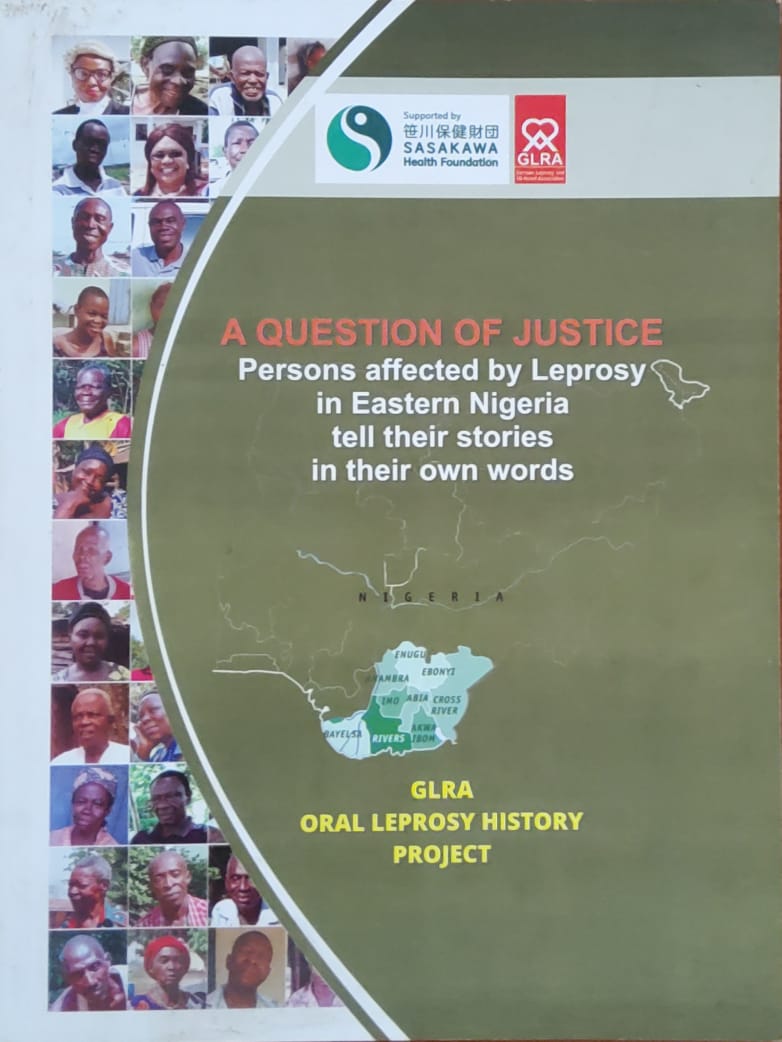 Supported by
笹川保健財団
SASAKAWA
Health Foundation
GLRA
German Leprosy and
TB Relief Association
A QUESTION OF JUSTICE
Persons affected by Leprosy
in Eastern Nigeria
tell their stories
in their own words
NIGERIA
ENUGU
EBONYI
ANAMBRA
IMO
ABIA
CROSS
RIVER
BAYELSA
RIVERS
AKWA
IBOM
GLRA
ORAL LEPROSY HISTORY
PROJECT